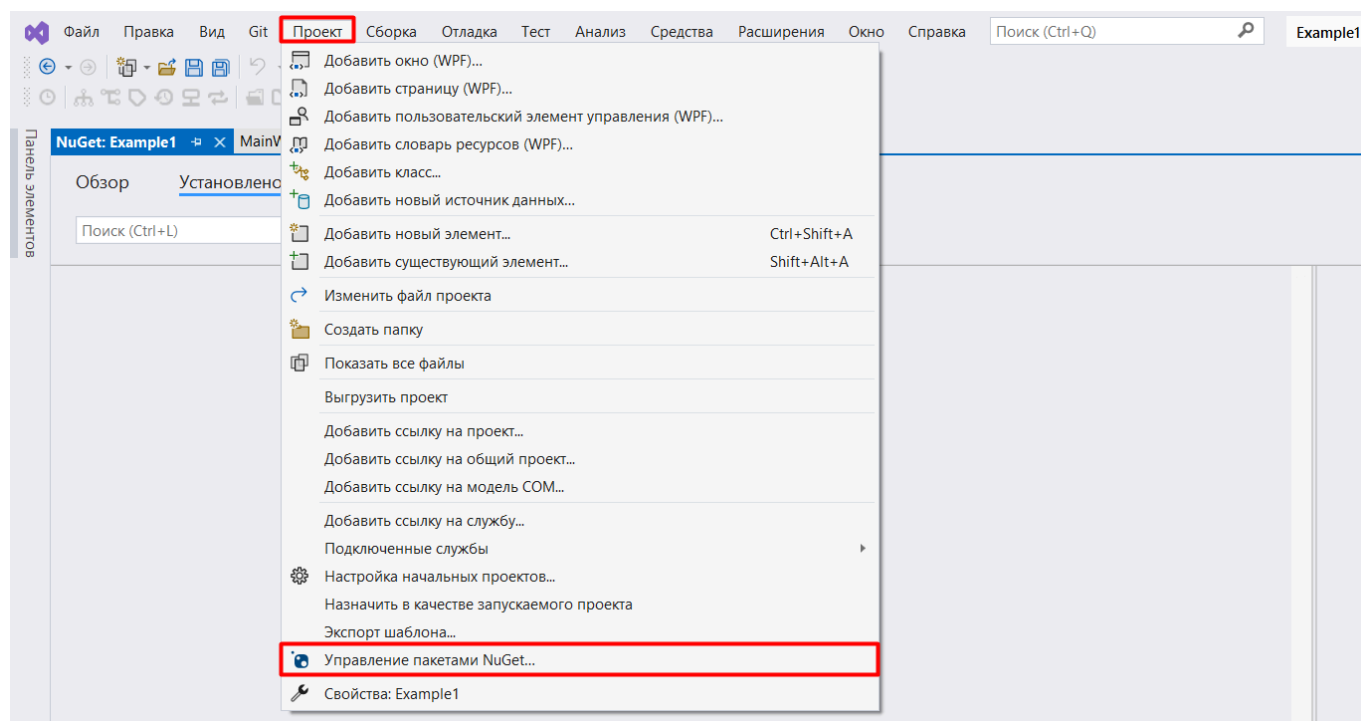 Файл Правка Вид Git Проект Сборка Отладка Тест Анализ Средства Расширения Окно Справка Поиск (Ctrl+Q) Example1
Панель элементов
NuGet: Example1 MainW
Обзор Установлено
Поиск (Ctrl+L)
Добавить окно (WPF)...
Добавить страницу (WPF)...
Добавить пользовательский элемент управления (WPF)...
Добавить словарь ресурсов (WPF)...
Добавить класс...
Добавить новый источник данных...
Добавить новый элемент... Ctrl+Shift+A
Добавить существующий элемент... Shift+Alt+A
Изменить файл проекта
Создать папку
Показать все файлы
Выгрузить проект
Добавить ссылку на проект...
Добавить ссылку на общий проект...
Добавить ссылку на модель COM...
Добавить ссылку на службу...
Подключенные службы
Настройка начальных проектов...
Назначить в качестве запускаемого проекта
Экспорт шаблона...
Управление пакетами NuGet...
Свойства: Example1